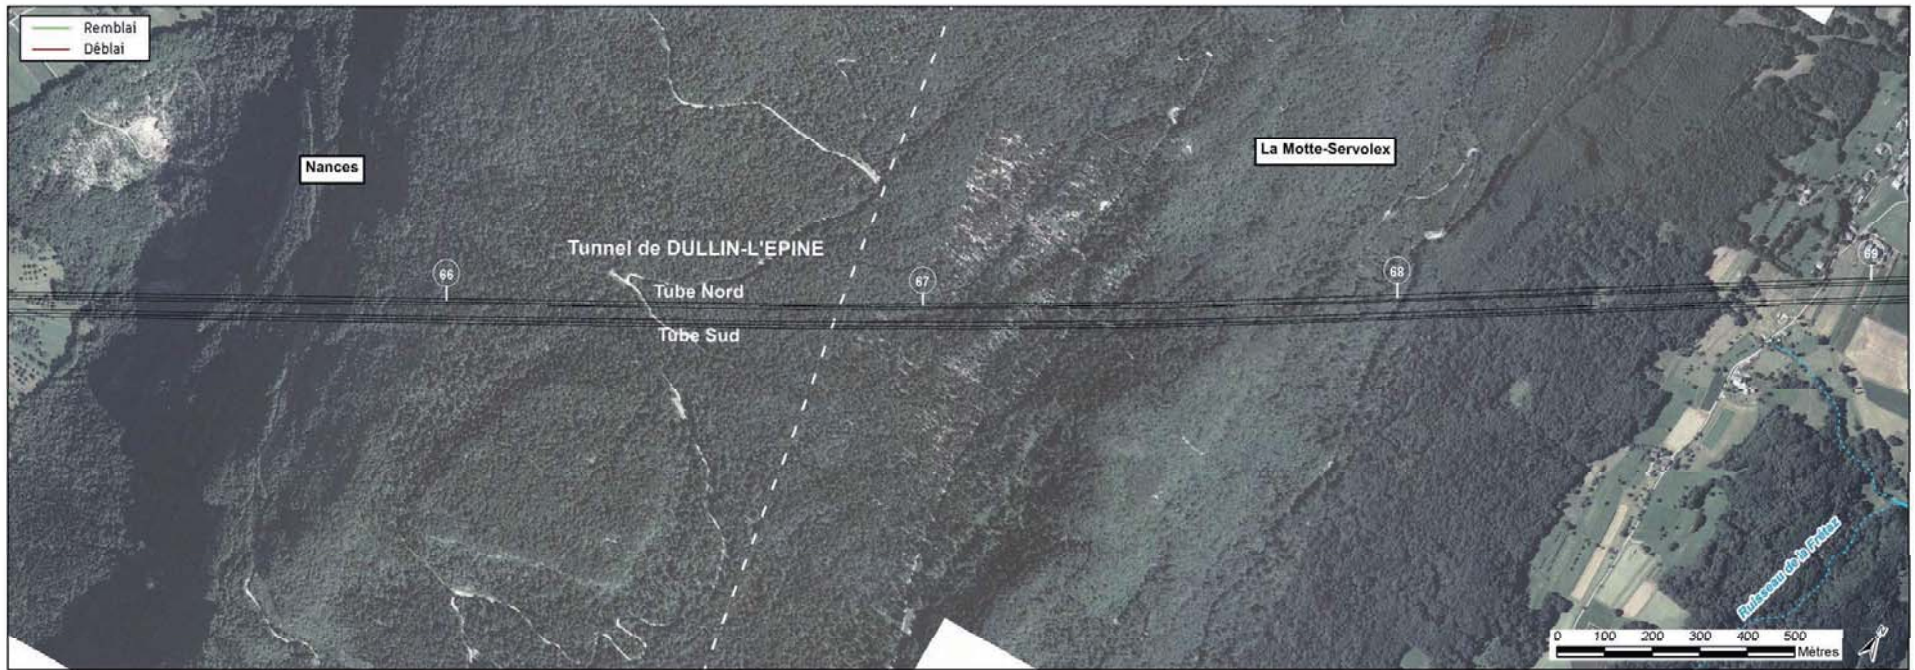 Remblai
Déblai
Nances
La Motte-Servolex
Tunnel de DULLIN-L'EPINE
66
Tube Nord
67
68
69
Tube Sud
Ruisseau de la Frétaz
0 100 200 300 400 500
Mètres
Z